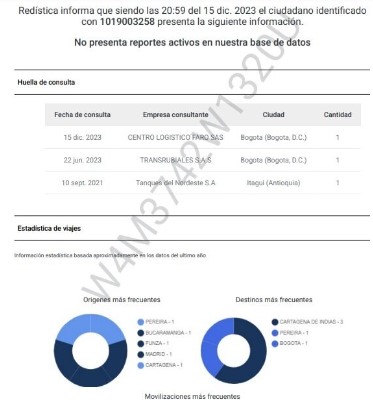 Redistica informa que siendo las 20:59 del 15 dic. 2023 el ciudadano identificado
con 1019003258 presenta la siguiente información.
No presenta reportes activos en nuestra base de datos
Huella de consulta
Fecha de consulta Empresa consultante Ciudad Cantidad
15 dic. 2023 CENTRO LOGISTICO FARO SAS Bogota (Bogota, D.C.) 1
22 jun. 2023 TRANSRUBIALES S.A.S Bogota (Bogota, D.C.) 1
10 sept. 2021 Tanques del Nordeste S.A Itagui (Antioquia) 1
W4M3742W1320U
Estadística de viajes
Información estadística basada aproximadamente en los datos del ultimo año
Origenes más frecuentes Destinos más frecuentes
PEREIRA - 1
BUCARAMANGA - 1
FUNZA - 1
MADRID - 1
CARTAGENA - 1
CARTAGENA DE INDIAS - 3
PEREIRA - 1
BOGOTA - 1
Movilizaciones más frecuentes